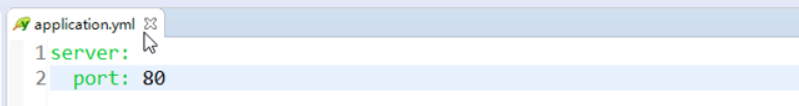 application.yml
1 server:
2   port: 80